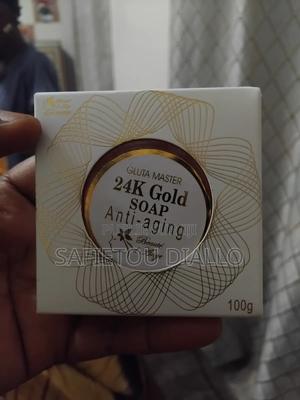 GLUTA MASTER
24K Gold
SOAP
Anti-aging
SAFIETOU DIALLO
100g